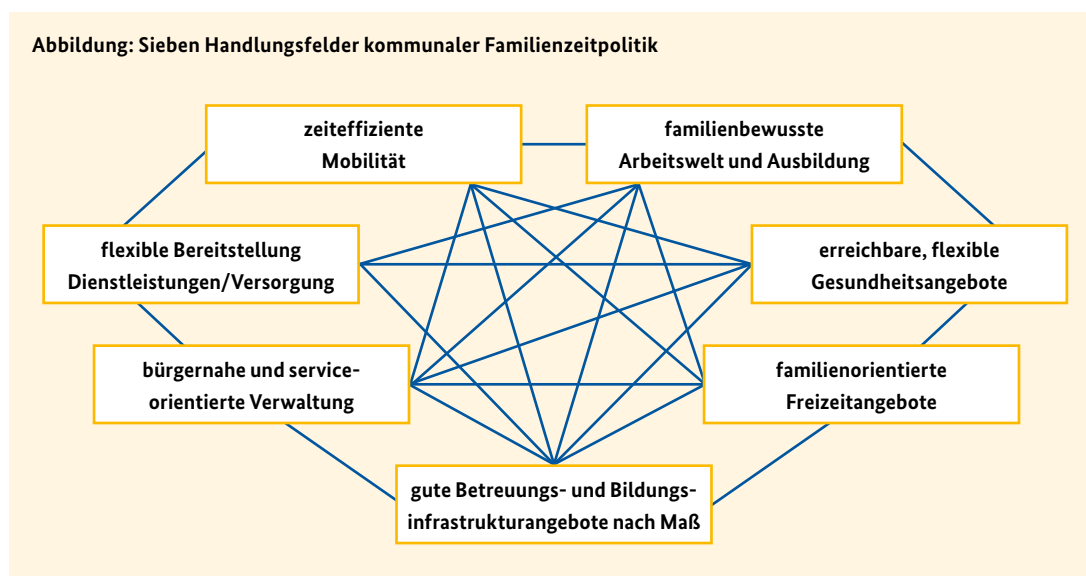 Abbildung: Sieben Handlungsfelder kommunaler Familienzeitpolitik
zeiteffiziente
Mobilität
familienbewusste
Arbeitswelt und Ausbildung
flexible Bereitstellung
Dienstleistungen/Versorgung
erreichbare, flexible
Gesundheitsangebote
bürgernahe und service-
orientierte Verwaltung
familienorientierte
Freizeitangebote
gute Betreuungs- und Bildungs-
infrastrukturangebote nach Maß